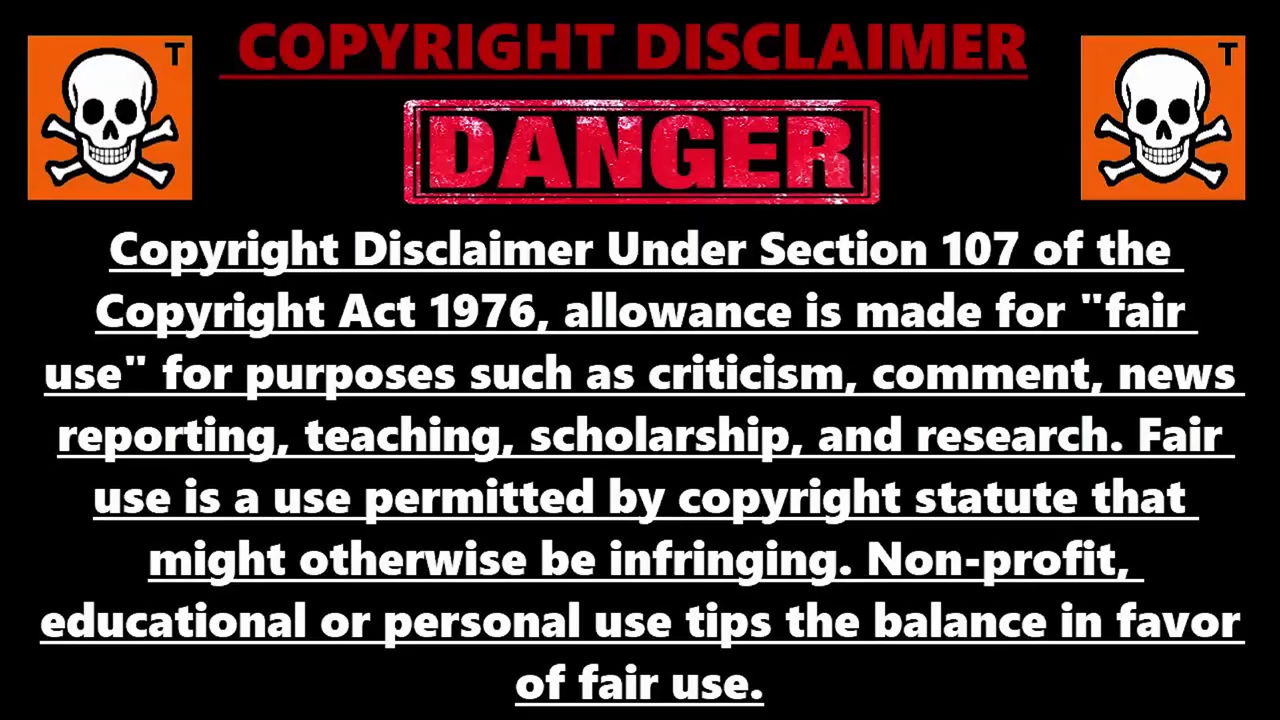 T
COPYRIGHT DISCLAIMER
T
DANGER
Copyright Disclaimer Under Section 107 of the
Copyright Act 1976, allowance is made for "fair
use" for purposes such as criticism, comment, news
reporting, teaching, scholarship, and research. Fair
use is a use permitted by copyright statute that
might otherwise be infringing. Non-profit,
educational or personal use tips the balance in favor
of fair use.